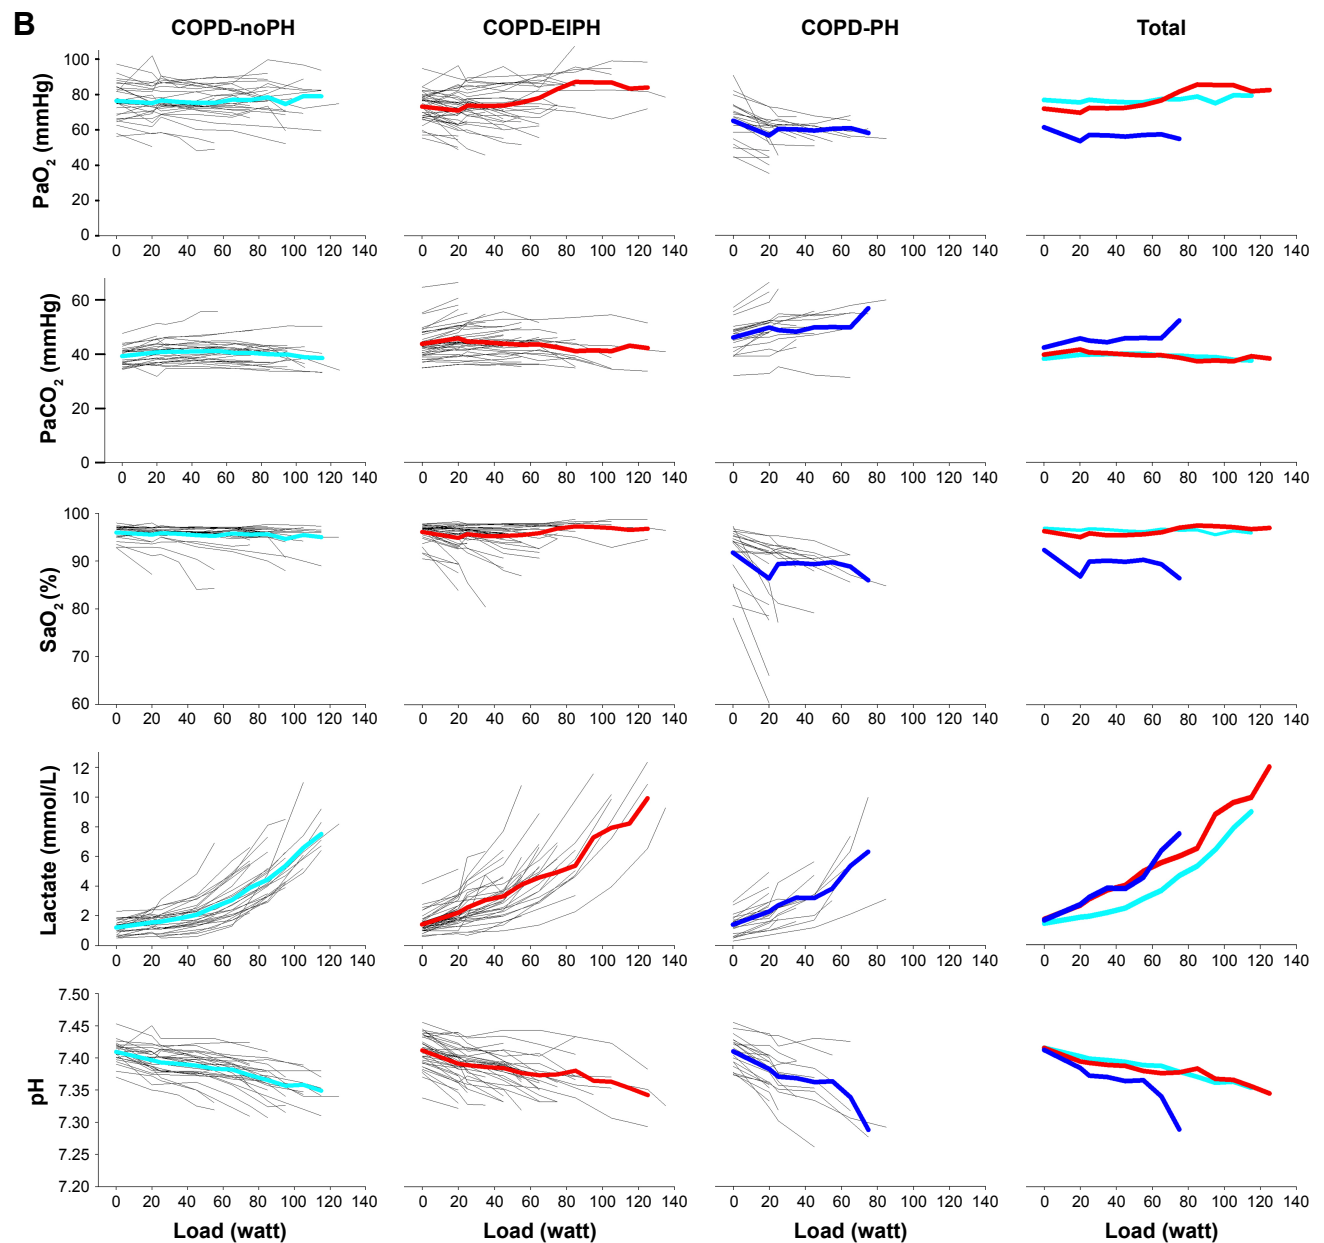 B
COPD-noPH COPD-EIPH COPD-PH Total
PaO2 (mmHg)
100
80
60
40
20
0
0 20 40 60 80 100 120 140 0 20 40 60 80 100 120 140 0 20 40 60 80 100 120 140 0 20 40 60 80 100 120 140
PaCO2 (mmHg)
60
40
20
0
0 20 40 60 80 100 120 140 0 20 40 60 80 100 120 140 0 20 40 60 80 100 120 140 0 20 40 60 80 100 120 140
SaO2 (%)
100
90
80
70
60
0 20 40 60 80 100 120 140 0 20 40 60 80 100 120 140 0 20 40 60 80 100 120 140 0 20 40 60 80 100 120 140
Lactate (mmol/L)
12
10
8
6
4
2
0
0 20 40 60 80 100 120 140 0 20 40 60 80 100 120 140 0 20 40 60 80 100 120 140 0 20 40 60 80 100 120 140
pH
7.50
7.45
7.40
7.35
7.30
7.25
7.20
0 20 40 60 80 100 120 140 0 20 40 60 80 100 120 140 0 20 40 60 80 100 120 140 0 20 40 60 80 100 120 140
Load (watt) Load (watt) Load (watt) Load (watt)